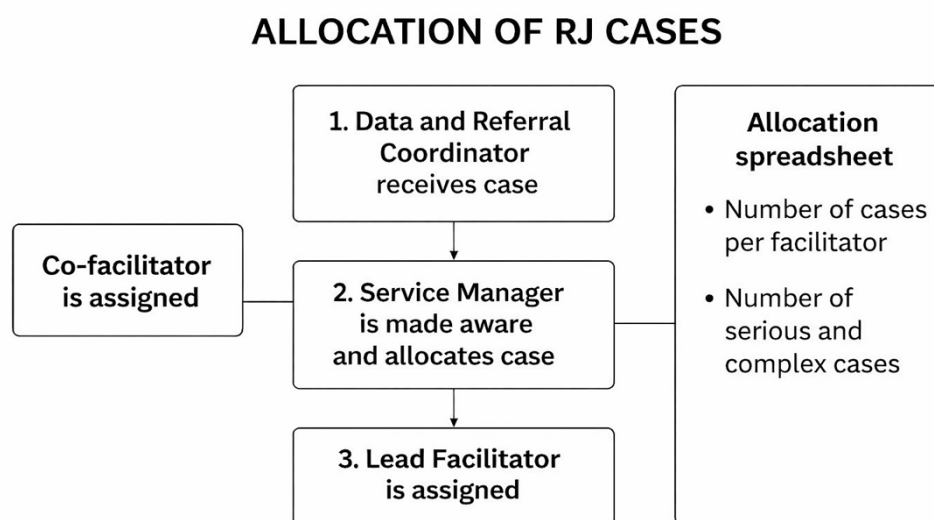 ALLOCATION OF RJ CASES
1. Data and Referral
Coordinator
receives case
Co-facilitator
is assigned
2. Service Manager
is made aware
and allocates case
3. Lead Facilitator
is assigned
Allocation
spreadsheet
• Number of cases
per facilitator
• Number of
serious and
complex cases